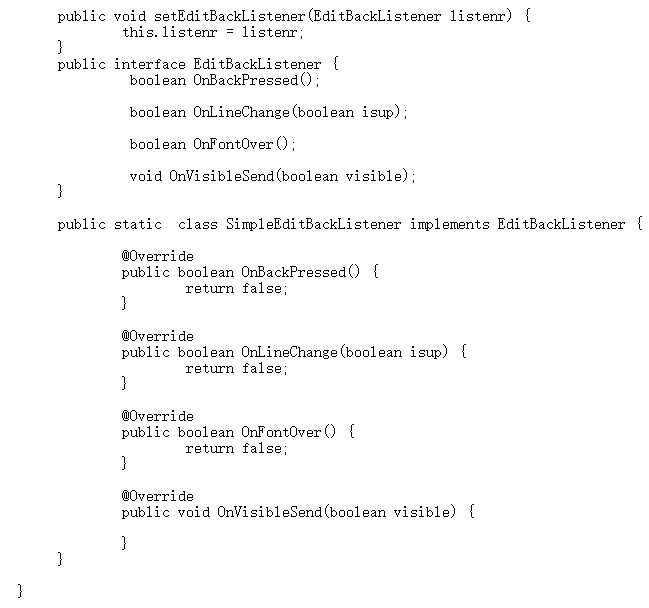 public void setEditBackListener(EditBackListener listenr) {
this.listenr = listenr;
}
public interface EditBackListener {
boolean OnBackPressed();
boolean OnLineChange(boolean isup);
boolean OnFontOver();
void OnVisibleSend(boolean visible);
}
public static  class SimpleEditBackListener implements EditBackListener {
@Override
public boolean OnBackPressed() {
return false;
}
@Override
public boolean OnLineChange(boolean isup) {
return false;
}
@Override
public boolean OnFontOver() {
return false;
}
@Override
public void OnVisibleSend(boolean visible) {
}
}
}